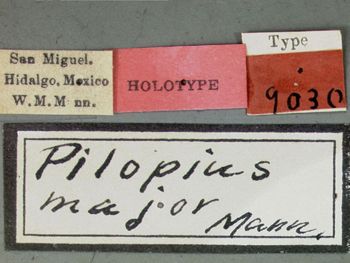 San Miguel.
Hidalgo, Mexico
W.M.M nn.
HOLOTYPE
Type
9030
Pilopius
major Mann.